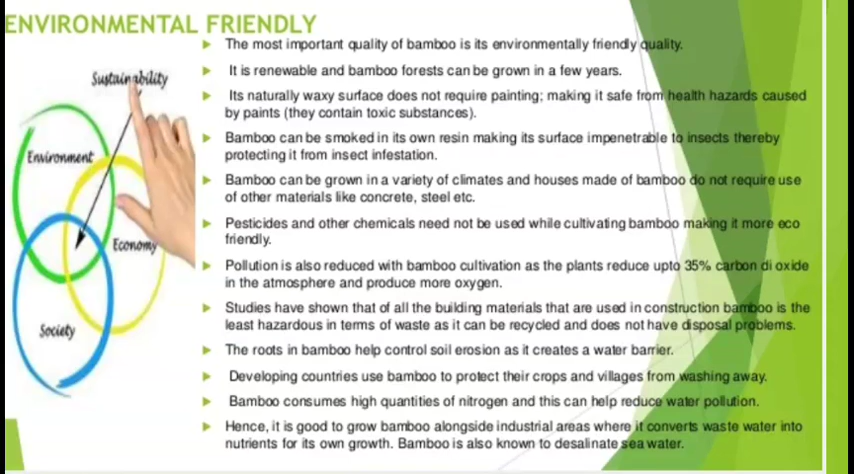 ENVIRONMENTAL FRIENDLY
The most important quality of bamboo is its environmentally friendly quality.
It is renewable and bamboo forests can be grown in a few years.
Its naturally waxy surface does not require painting; making it safe from health hazards caused
by paints (they contain toxic substances).
Bamboo can be smoked in its own resin making its surface impenetrable to insects thereby
protecting it from insect infestation.
Bamboo can be grown in a variety of climates and houses made of bamboo do not require use
of other materials like concrete, steel etc.
Pesticides and other chemicals need not be used while cultivating bamboo making it more eco
friendly.
Pollution is also reduced with bamboo cultivation as the plants reduce upto 35% carbon di oxide
in the atmosphere and produce more oxygen.
Studies have shown that of all the building materials that are used in construction bamboo is the
least hazardous in terms of waste as it can be recycled and does not have disposal problems.
The roots in bamboo help control soil erosion as it creates a water barrier.
Developing countries use bamboo to protect their crops and villages from washing away.
Bamboo consumes high quantities of nitrogen and this can help reduce water pollution.
Hence, it is good to grow bamboo alongside industrial areas where it converts waste water into
nutrients for its own growth. Bamboo is also known to desalinate sea water.
Sustainability
Environment
Economy
Society